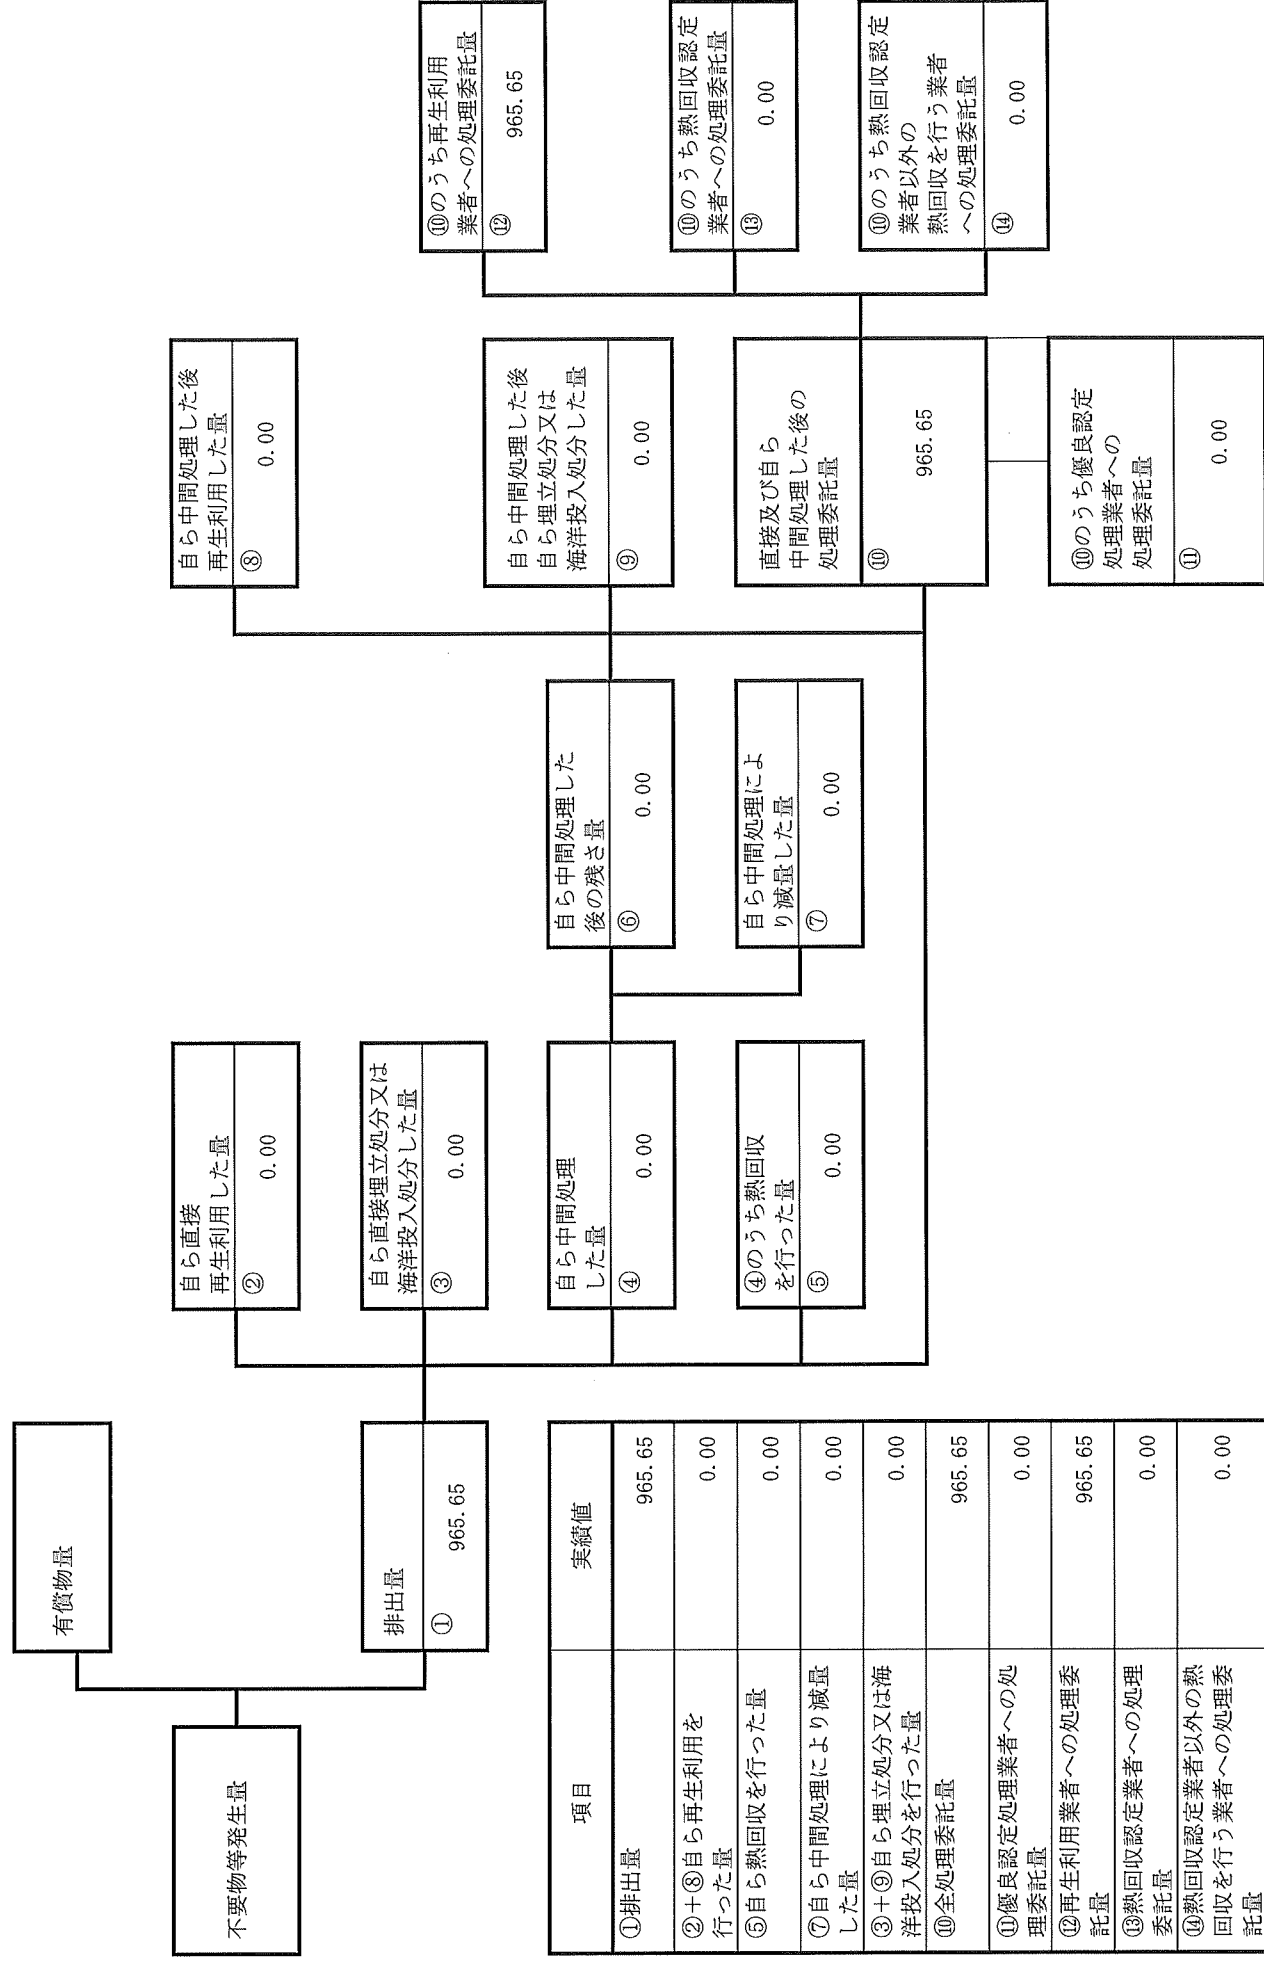 不要物等発生量
有償物量
排出量
① 965.65
自ら直接
再生利用した量
② 0.00
自ら直接埋立処分又は
海洋投入処分した量
③ 0.00
自ら中間処理
した量
④ 0.00
④のうち熱回収
を行った量
⑤ 0.00
自ら中間処理した
後の残さ量
⑥ 0.00
自ら中間処理によ
り減量した量
⑦ 0.00
自ら中間処理した後
再生利用した量
⑧ 0.00
自ら中間処理した後
自ら埋立処分又は
海洋投入処分した量
⑨ 0.00
直接及び自ら
中間処理した後の
処理委託量
⑩ 965.65
⑩のうち優良認定
処理業者への
処理委託量
⑪ 0.00
⑩のうち再生利用
業者への処理委託量
⑫ 965.65
⑩のうち熱回収認定
業者への処理委託量
⑬ 0.00
⑩のうち熱回収認定
業者以外の
熱回収を行う業者
への処理委託量
⑭ 0.00
項目 実績値
①排出量 965.65
②+⑧自ら再生利用を
行った量 0.00
⑤自ら熱回収を行った量 0.00
⑦自ら中間処理により減量
した量 0.00
③+⑨自ら埋立処分又は海
洋投入処分を行った量 0.00
⑩全処理委託量 965.65
⑪優良認定処理業者への処
理委託量 0.00
⑫再生利用業者への処理委
託量 965.65
⑬熱回収認定業者への処理
委託量 0.00
⑭熱回収認定業者以外の熱
回収を行う業者への処理委
託量 0.00